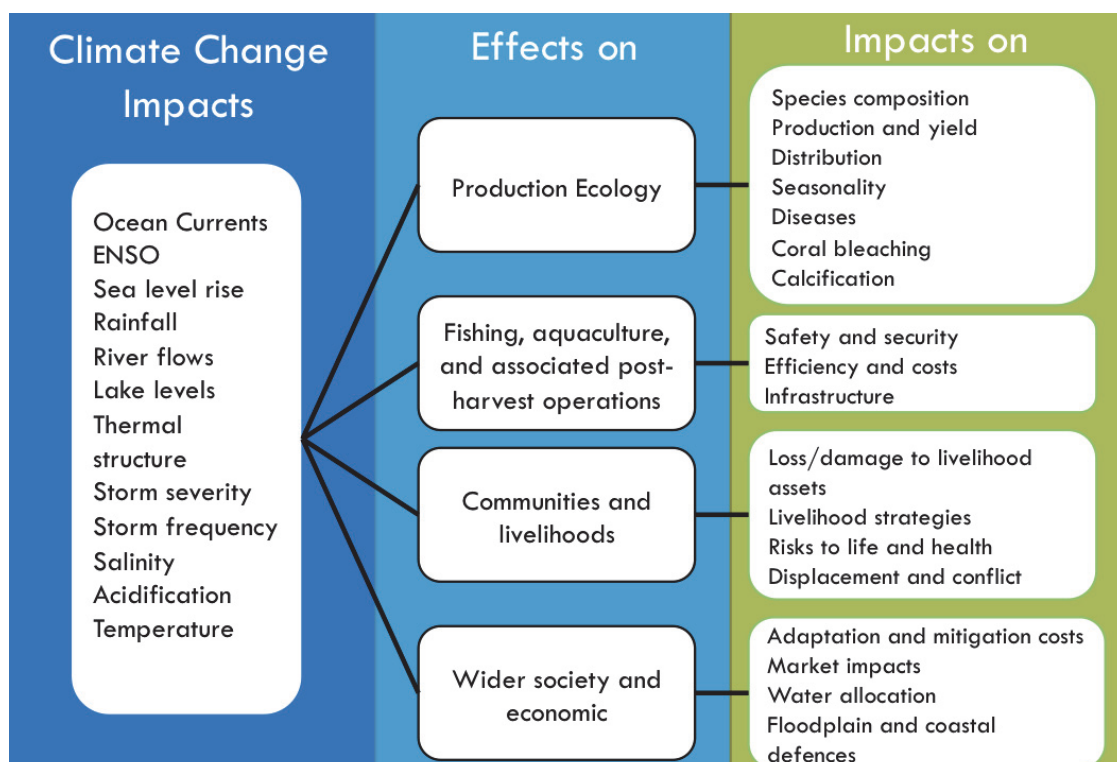 Climate Change
Impacts
Ocean Currents
ENSO
Sea level rise
Rainfall
River flows
Lake levels
Thermal
structure
Storm severity
Storm frequency
Salinity
Acidification
Temperature
Effects on
Production Ecology
Fishing, aquaculture,
and associated post-
harvest operations
Communities and
livelihoods
Wider society and
economic
Impacts on
Species composition
Production and yield
Distribution
Seasonality
Diseases
Coral bleaching
Calcification
Safety and security
Efficiency and costs
Infrastructure
Loss/damage to livelihood
assets
Livelihood strategies
Risks to life and health
Displacement and conflict
Adaptation and mitigation costs
Market impacts
Water allocation
Floodplain and coastal
defences